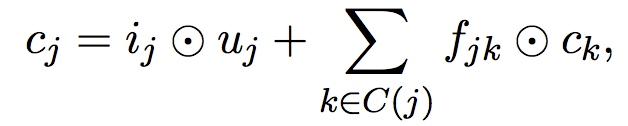 c_j = i_j ⊙ u_j + ∑_{k∈C(j)} f_{jk} ⊙ c_k,